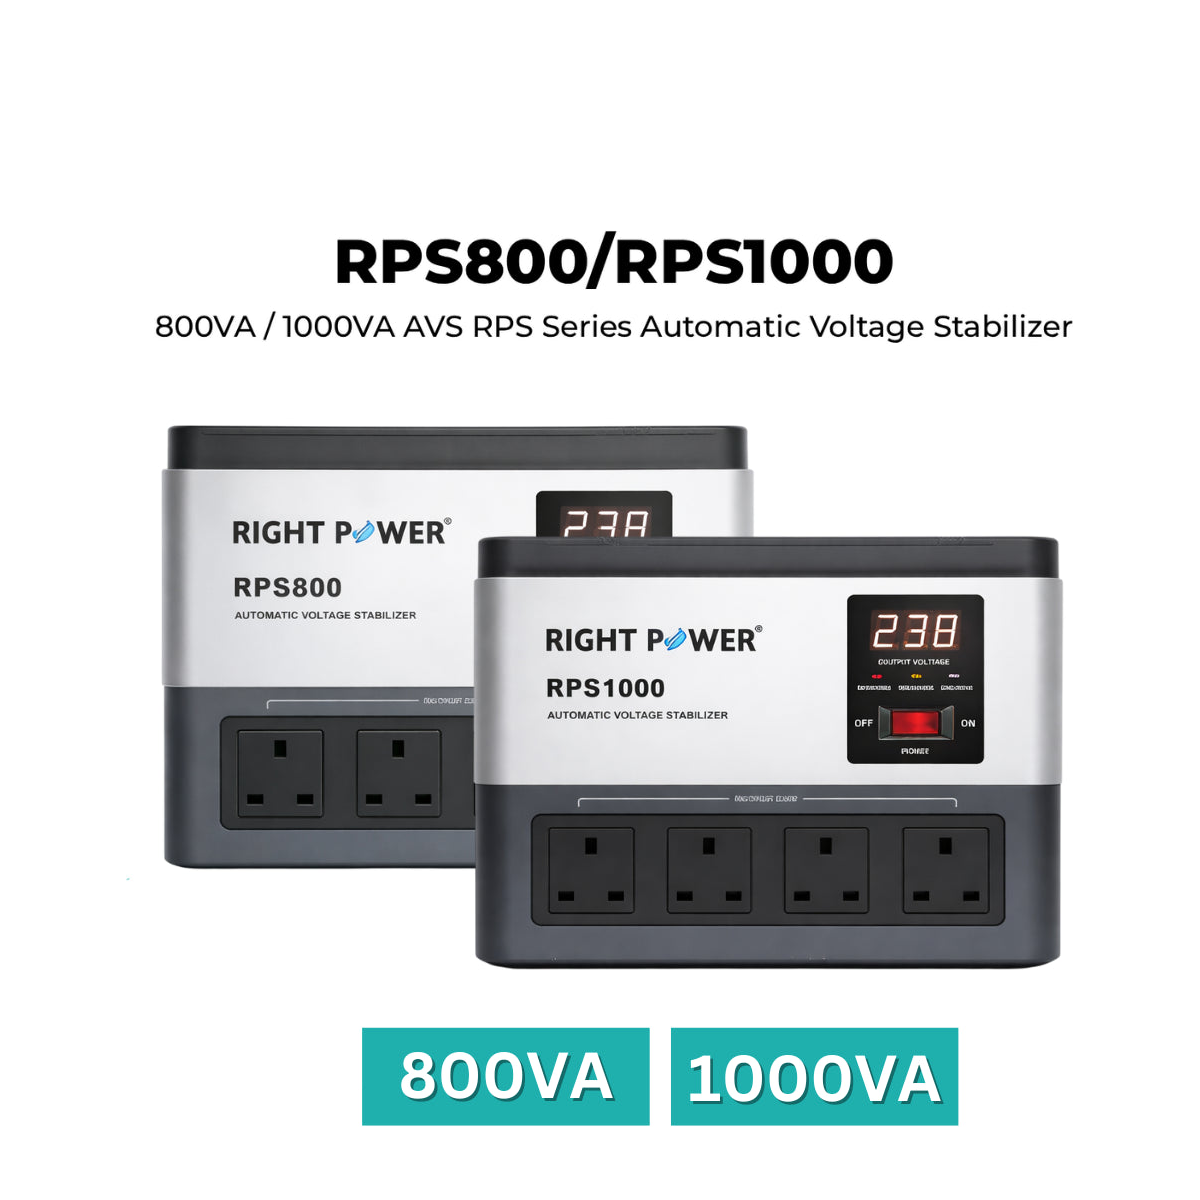 RPS800/RPS1000
800VA / 1000VA AVS RPS Series Automatic Voltage Stabilizer
RIGHT POWER®
RPS800
AUTOMATIC VOLTAGE STABILIZER
238
RIGHT POWER®
RPS1000
AUTOMATIC VOLTAGE STABILIZER
238
OUTPUT VOLTAGE
OFF
ON
800VA
1000VA